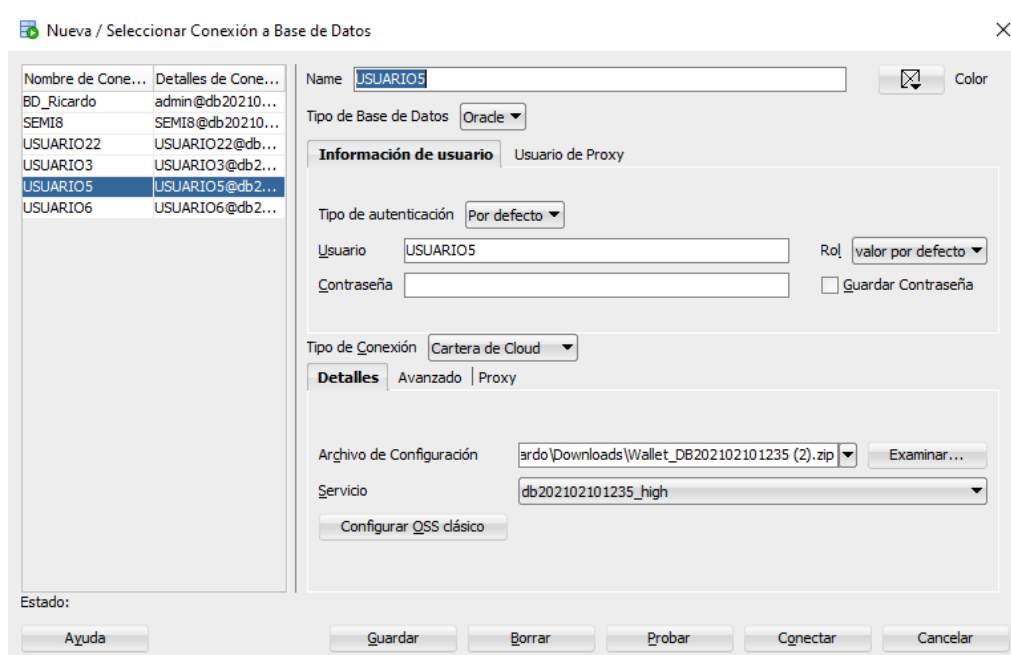 Nueva / Seleccionar Conexión a Base de Datos
Nombre de Cone... Detalles de Cone...
BD_Ricardo admin@db20210...
SEMI8 SEMI8@db20210...
USUARIO22 USUARIO22@db...
USUARIO3 USUARIO3@db2...
USUARIO5 USUARIO5@db2...
USUARIO6 USUARIO6@db2...
Name USUARIO5 Color
Tipo de Base de Datos Oracle
Información de usuario Usuario de Proxy
Tipo de autenticación Por defecto
Usuario USUARIO5 Rol valor por defecto
Contraseña Guardar Contraseña
Tipo de Conexión Cartera de Cloud
Detalles Avanzado Proxy
Archivo de Configuración ardo\Downloads\Wallet_DB202102101235 (2).zip Examinar...
Servicio db202102101235_high
Configurar OSS clásico
Estado:
Ayuda Guardar Borrar Probar Conectar Cancelar